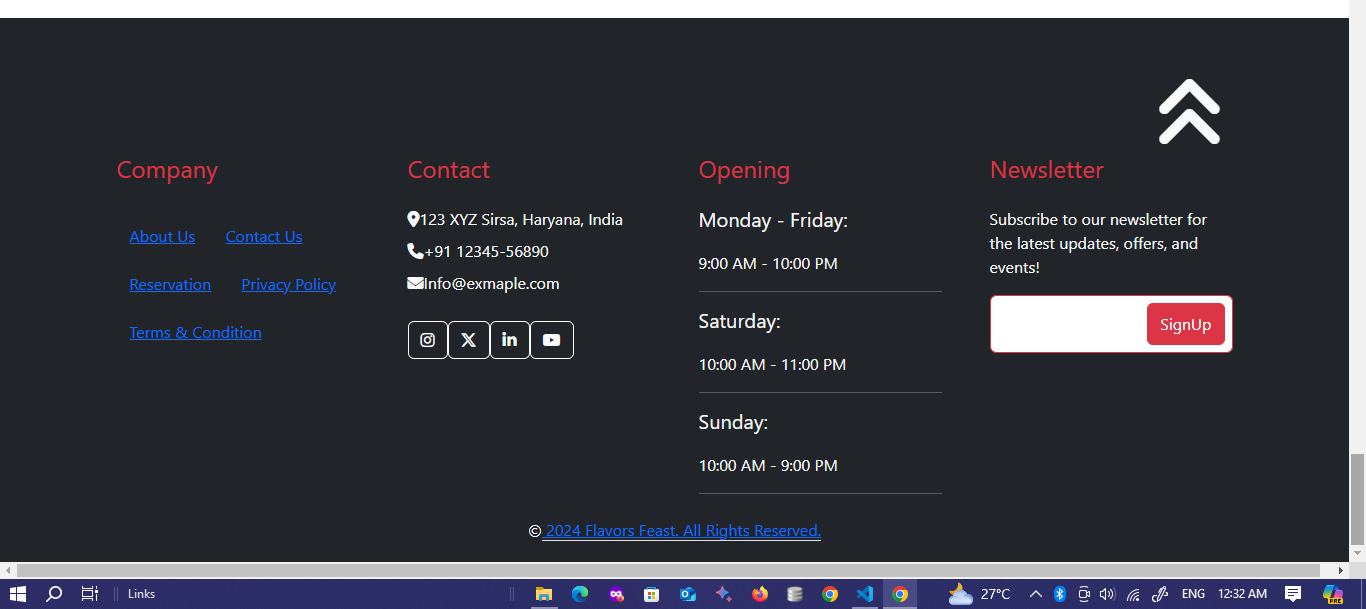 Company
About Us Contact Us
Reservation Privacy Policy
Terms & Condition
Contact
123 XYZ Sirsa, Haryana, India
+91 12345-56890
Info@exmaple.com
Opening
Monday - Friday:
9:00 AM - 10:00 PM
Saturday:
10:00 AM - 11:00 PM
Sunday:
10:00 AM - 9:00 PM
Newsletter
Subscribe to our newsletter for
the latest updates, offers, and
events!
SignUp
© 2024 Flavors Feast. All Rights Reserved.
Links 27°C ENG 12:32 AM PRE